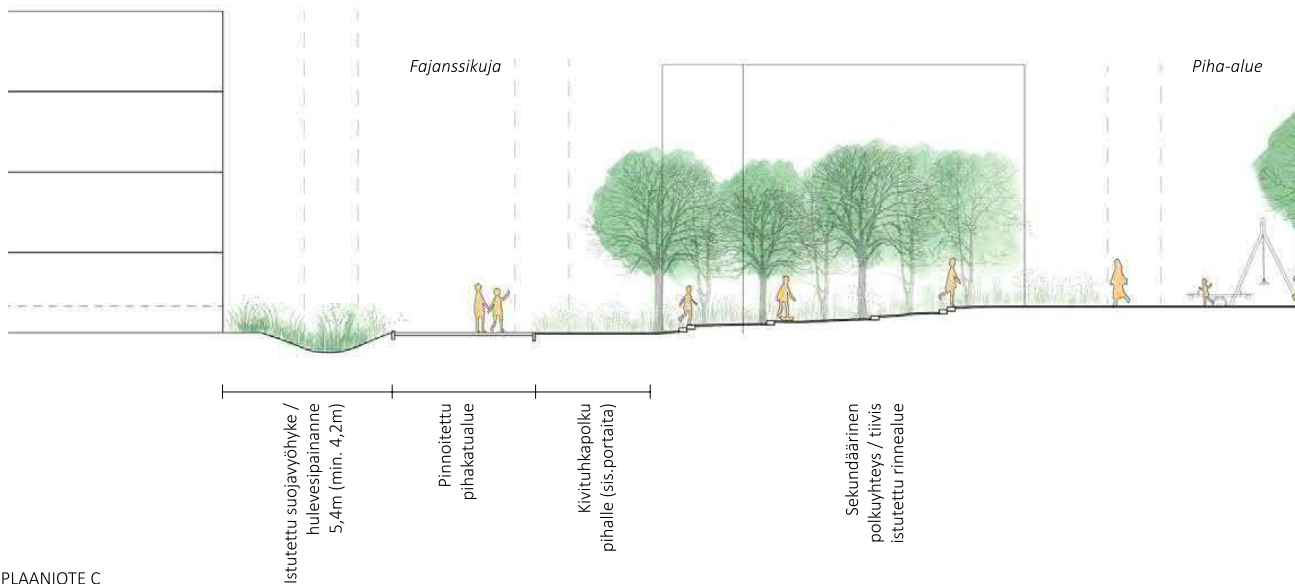 Fajanssikuja
Piha-alue
Istutettu suojavyöhyke /
hulevesipainanne
5,4m (min. 4,2m)
Pinnoitettu
pihakatualue
Kivituhkapolku
pihalle (sis.portaita)
Sekundäärinen
polkuyhteys / tiivis
istutettu rinnealue
PLAANIOTE C